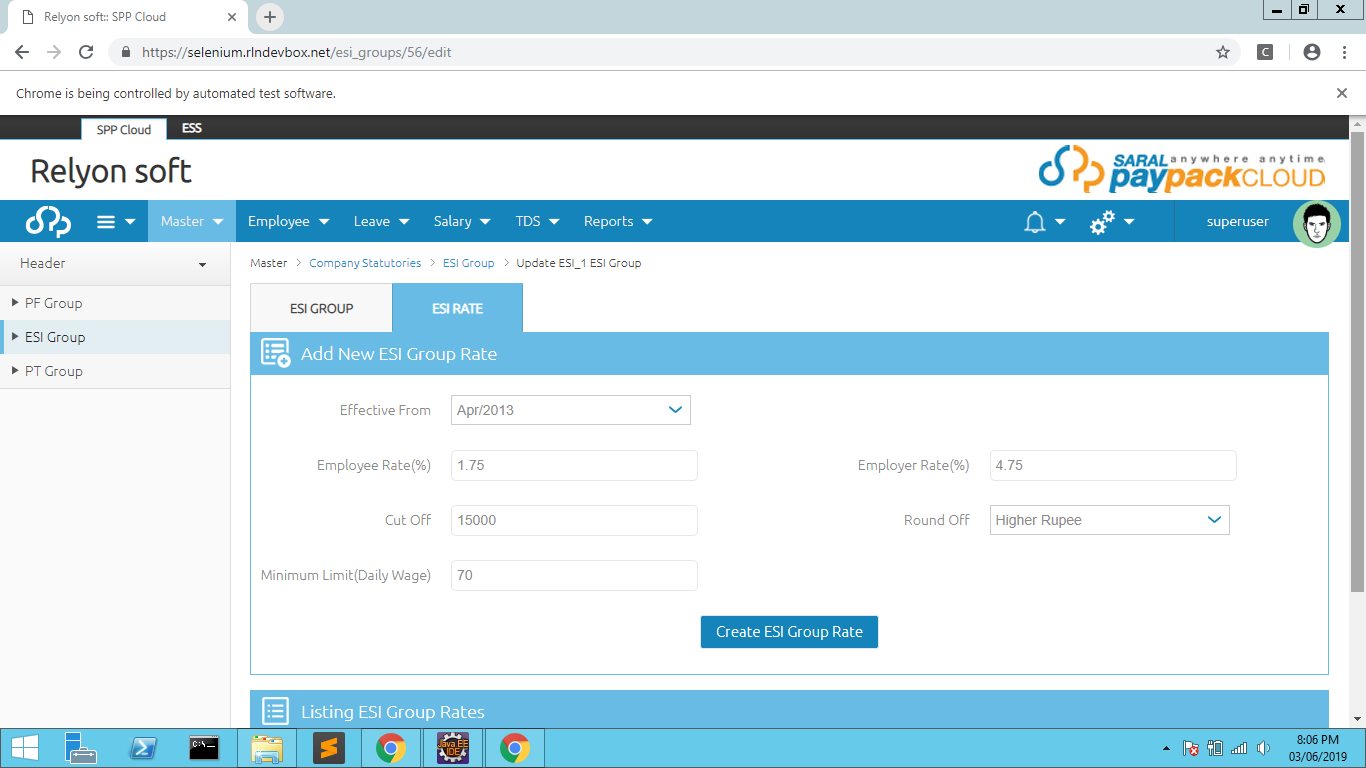 Relyon soft:: SPP Cloud
https://selenium.rlndevbox.net/esi_groups/56/edit
C
Chrome is being controlled by automated test software.
SPP Cloud ESS
Relyon soft
SARAL anywhere anytime
paypackCLOUD
Master Employee Leave Salary TDS Reports superuser
Header
Master > Company Statutories > ESI Group > Update ESI_1 ESI Group
PF Group
ESI Group
PT Group
ESI GROUP ESI RATE
Add New ESI Group Rate
Effective From Apr/2013
Employee Rate(%) 1.75 Employer Rate(%) 4.75
Cut Off 15000 Round Off Higher Rupee
Minimum Limit(Daily Wage) 70
Create ESI Group Rate
Listing ESI Group Rates
C:\_
Java EE
IDE
8:06 PM
03/06/2019